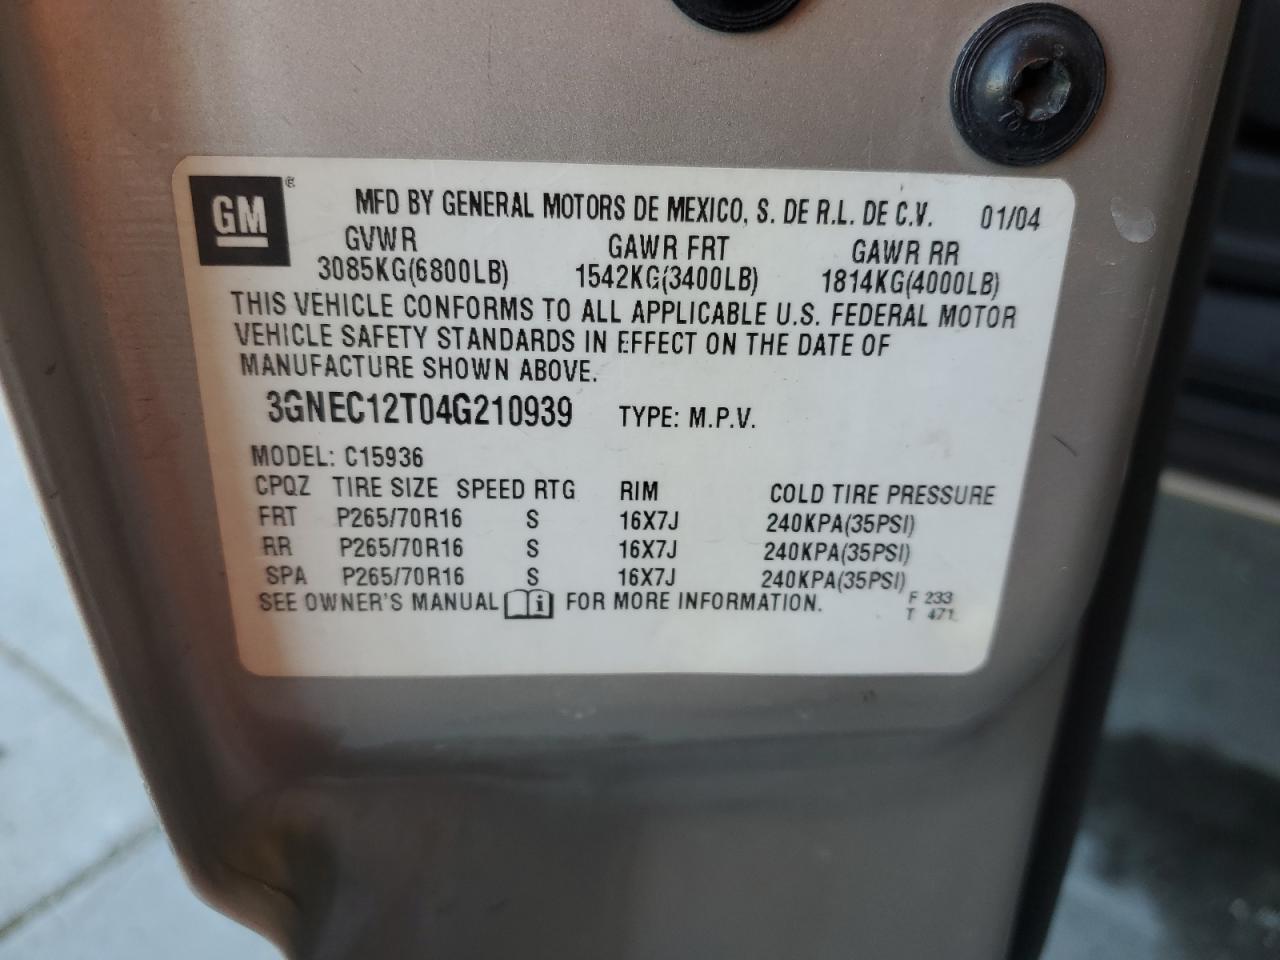 GM ® MFD BY GENERAL MOTORS DE MEXICO, S. DE R.L. DE C.V. 01/04
GVWR GAWR FRT GAWR RR
3085KG(6800LB) 1542KG(3400LB) 1814KG(4000LB)
THIS VEHICLE CONFORMS TO ALL APPLICABLE U.S. FEDERAL MOTOR
VEHICLE SAFETY STANDARDS IN EFFECT ON THE DATE OF
MANUFACTURE SHOWN ABOVE.
3GNEC12T04G210939 TYPE: M.P.V.
MODEL: C15936
CPQZ TIRE SIZE SPEED RTG RIM COLD TIRE PRESSURE
FRT P265/70R16 S 16X7J 240KPA(35PSI)
RR P265/70R16 S 16X7J 240KPA(35PSI)
SPA P265/70R16 S 16X7J 240KPA(35PSI)
SEE OWNER'S MANUAL i FOR MORE INFORMATION. F 233
T 471